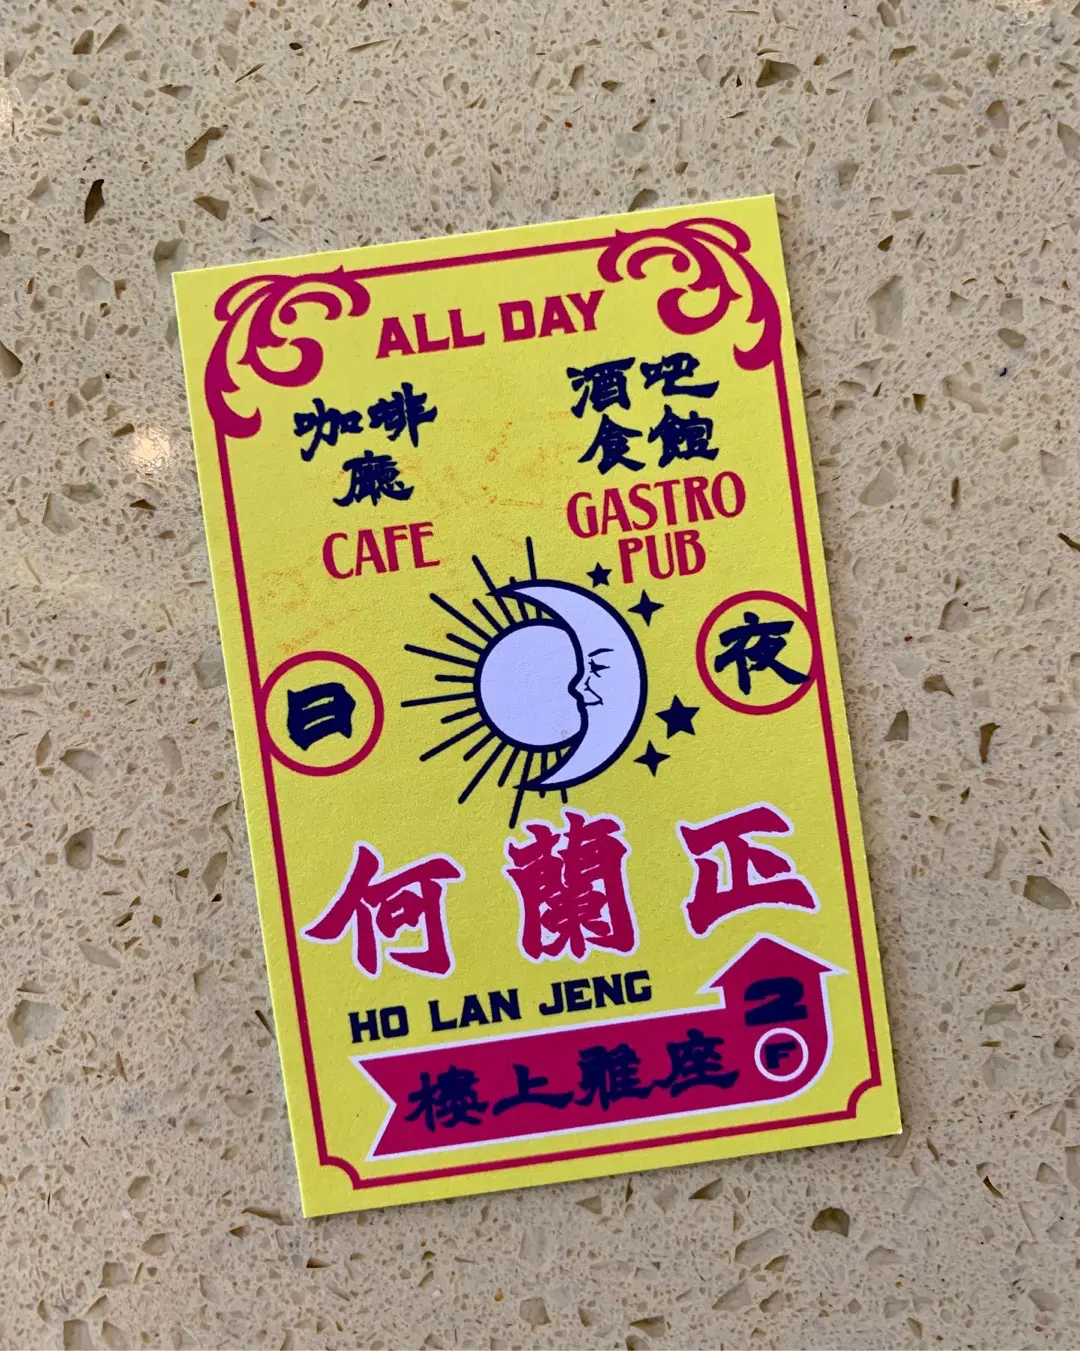 ALL DAY
咖啡
廳
CAFE
酒吧
食館
GASTRO
PUB
日
夜
何蘭正
HO LAN JENG
2
F
樓上雅座